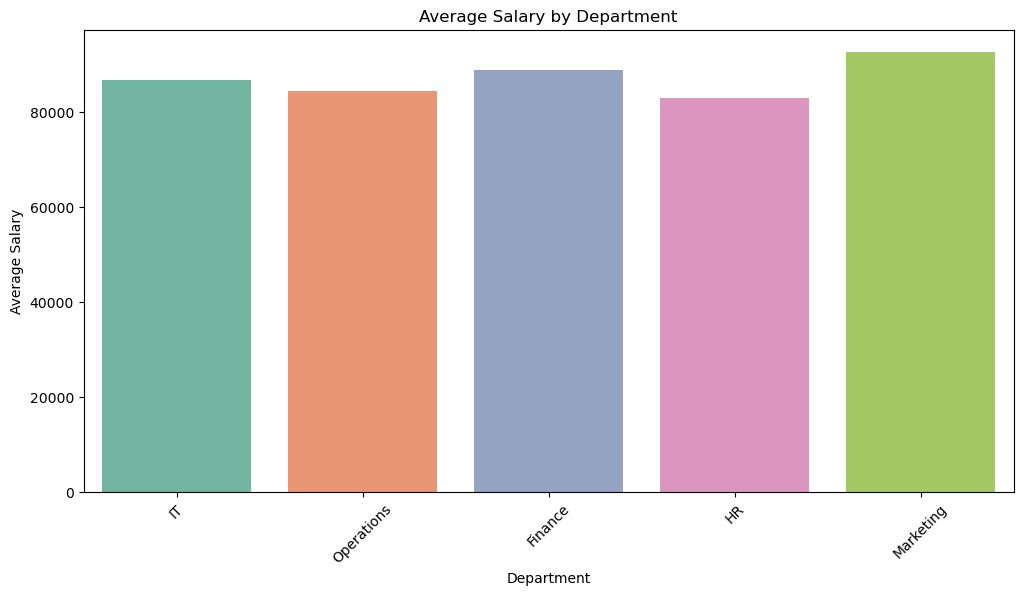 Average Salary by Department
Average Salary
80000
60000
40000
20000
0
IT
Operations
Finance
HR
Marketing
Department